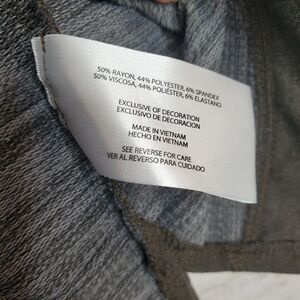 50% RAYON, 44% POLYESTER, 6% SPANDEX
50% VISCOSA, 44% POLIÉSTER, 6% ELASTANO
EXCLUSIVE OF DECORATION
EXCLUSIVO DE DECORACION
MADE IN VIETNAM
HECHO EN VIETNAM
SEE REVERSE FOR CARE
VER AL REVERSO PARA CUIDADO